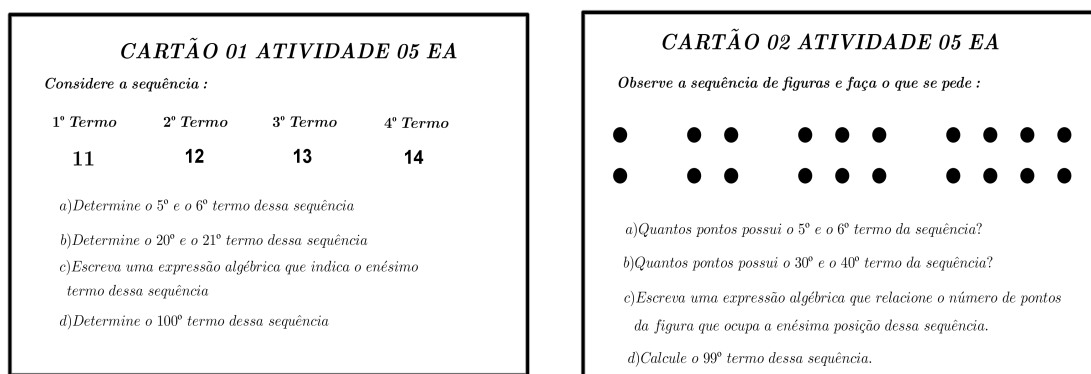 CARTÃO 01 ATIVIDADE 05 EA
Considere a sequência :
1º Termo 2º Termo 3º Termo 4º Termo
11 12 13 14
a)Determine o 5º e o 6º termo dessa sequência
b)Determine o 20º e o 21º termo dessa sequência
c)Escreva uma expressão algébrica que indica o enésimo
termo dessa sequência
d)Determine o 100º termo dessa sequência
CARTÃO 02 ATIVIDADE 05 EA
Observe a sequência de figuras e faça o que se pede :
a)Quantos pontos possui o 5º e o 6º termo da sequência?
b)Quantos pontos possui o 30º e o 40º termo da sequência?
c)Escreva uma expressão algébrica que relacione o número de pontos
da figura que ocupa a enésima posição dessa sequência.
d)Calcule o 99º termo dessa sequência.